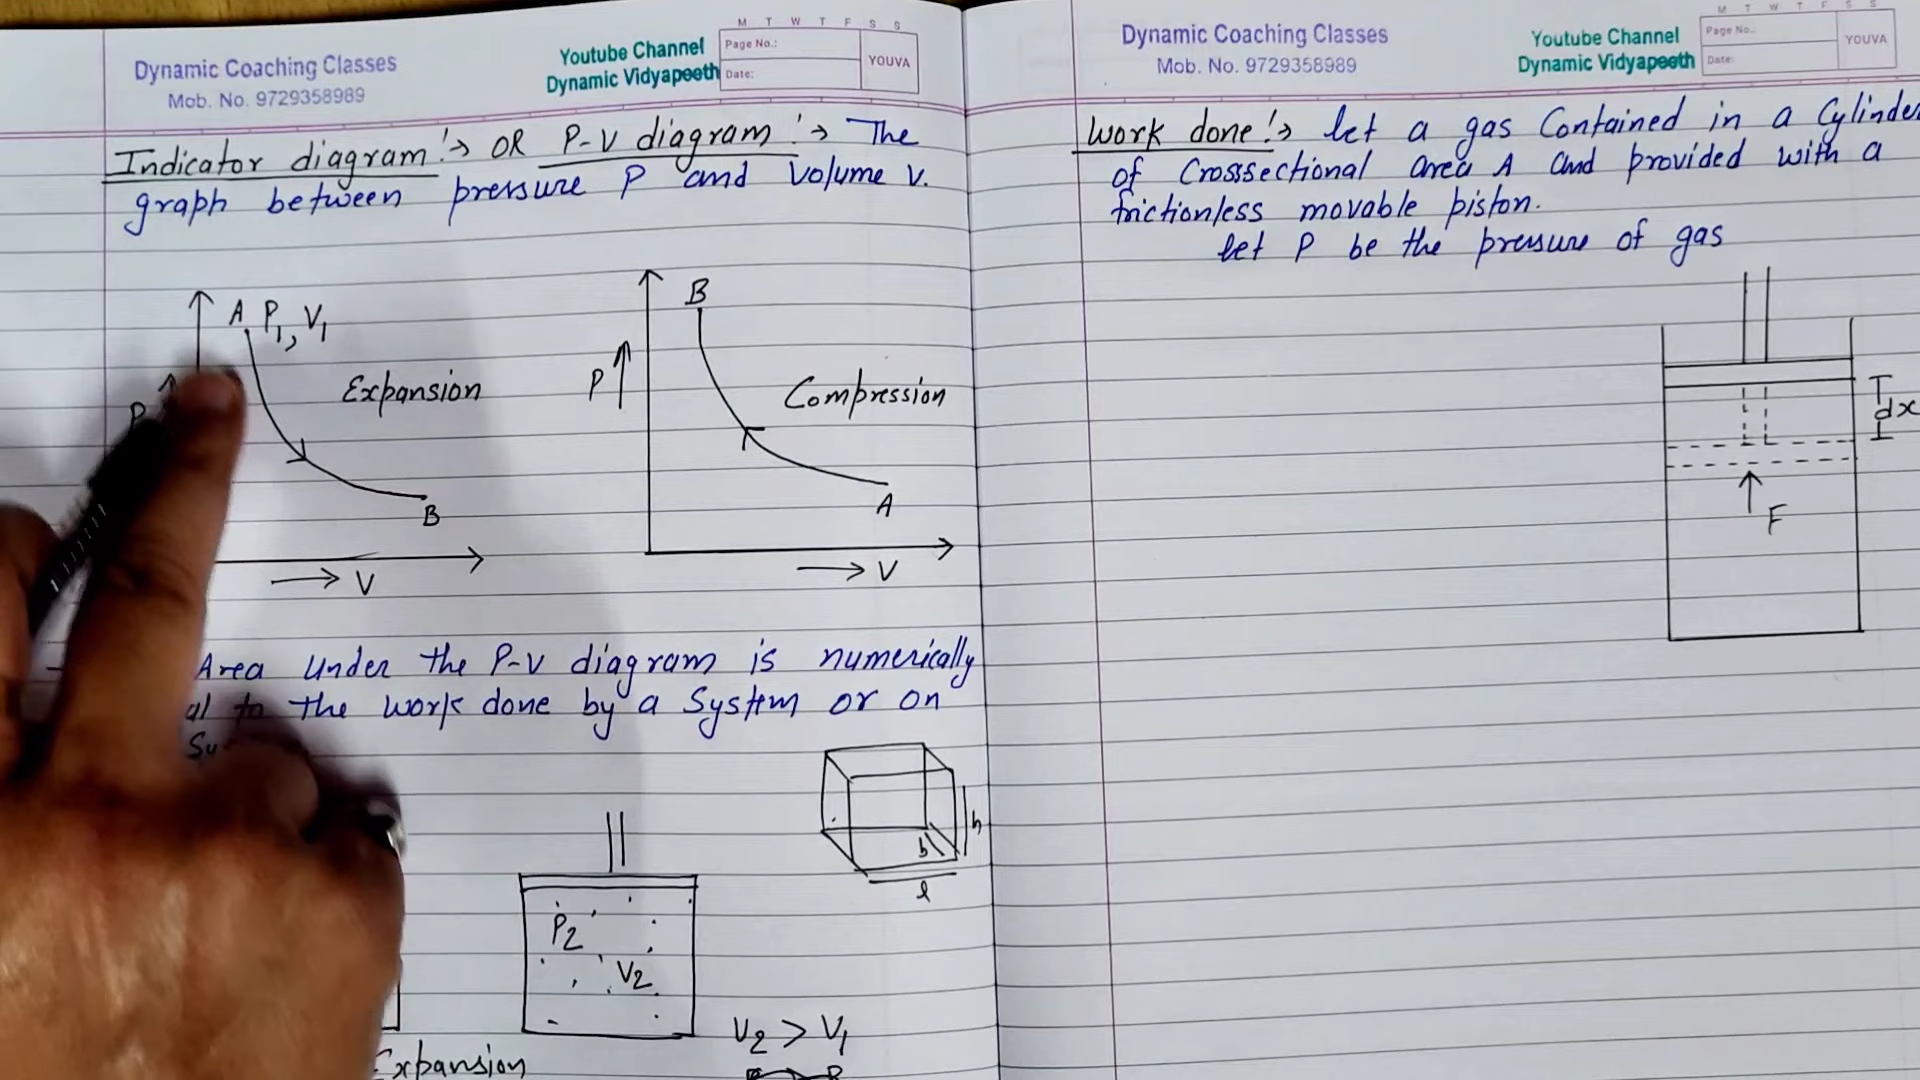 Dynamic Coaching Classes
Mob. No. 9729358989
Youtube Channel
Dynamic Vidyapeeth
M T W T F S S
Page No.:
Date:
YOUVA
Indicator diagram :→ OR P-V diagram :→ The
graph between pressure P and volume V.
A P1, V1
Expansion
B
P
→ V
B
P
Compression
A
→ V
Area under the P-V diagram is numerically
to the work done by a System or on
h
b
l
P2
V2
V2 > V1
Expansion
Dynamic Coaching Classes
Mob. No. 9729358989
Youtube Channel
Dynamic Vidyapeeth
M T W T F S S
Page No.:
Date:
YOUVA
Work done :→ let a gas Contained in a Cylinder
of Crosssectional area A and provided with a
frictionless movable piston.
let P be the pressure of gas
dx
F